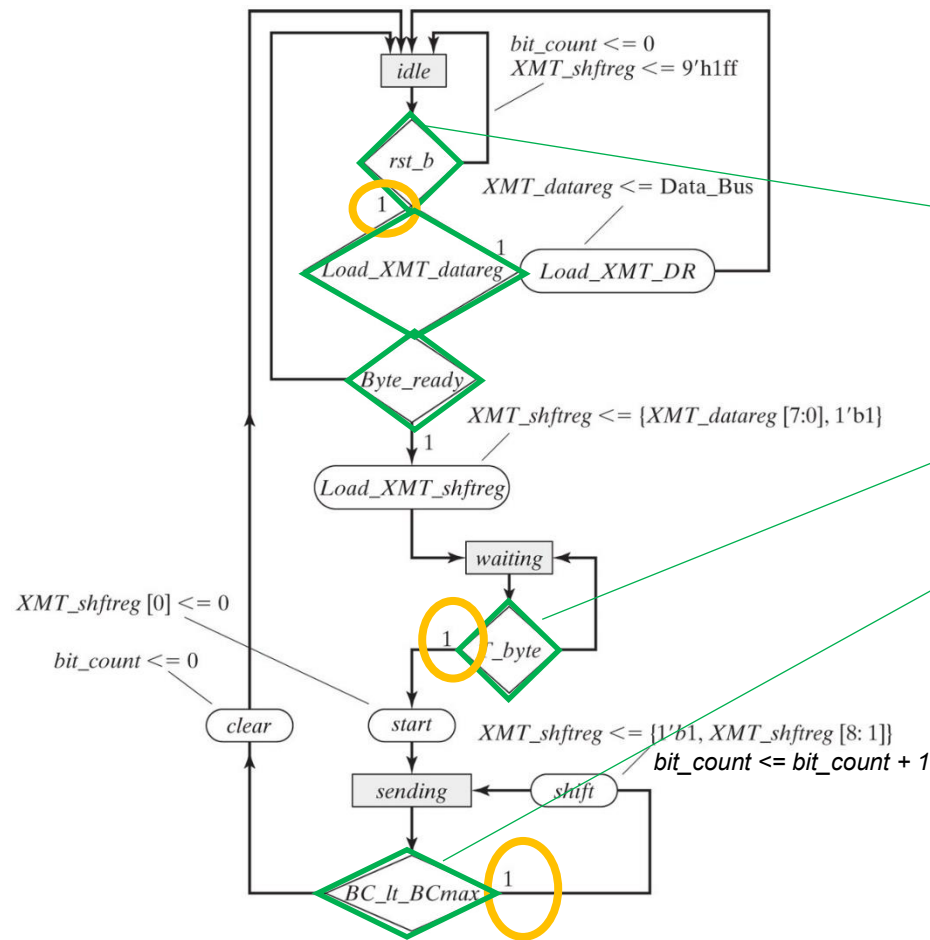 bit_count <= 0
XMT_shftreg <= 9'h1ff
idle
rst_b
1
XMT_datareg <= Data_Bus
Load_XMT_datareg
1
Load_XMT_DR
Byte_ready
1
XMT_shftreg <= {XMT_datareg [7:0], 1'b1}
Load_XMT_shftreg
waiting
XMT_shftreg [0] <= 0
1
_byte
bit_count <= 0
clear
start
XMT_shftreg <= {1'b1, XMT_shftreg [8: 1]}
bit_count <= bit_count + 1
sending
shift
BC_lt_BCmax
1